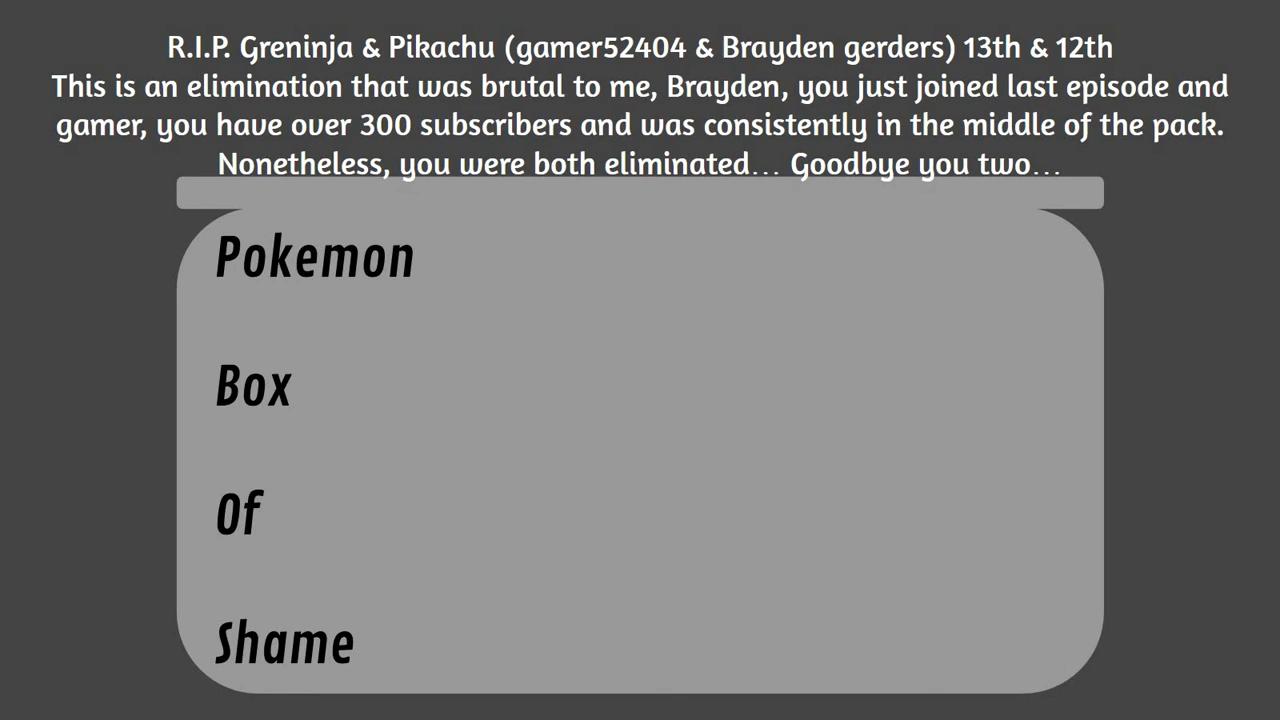 R.I.P. Greninja & Pikachu (gamer52404 & Brayden gerders) 13th & 12th
This is an elimination that was brutal to me, Brayden, you just joined last episode and
gamer, you have over 300 subscribers and was consistently in the middle of the pack.
Nonetheless, you were both eliminated... Goodbye you two...
Pokemon
Box
Of
Shame